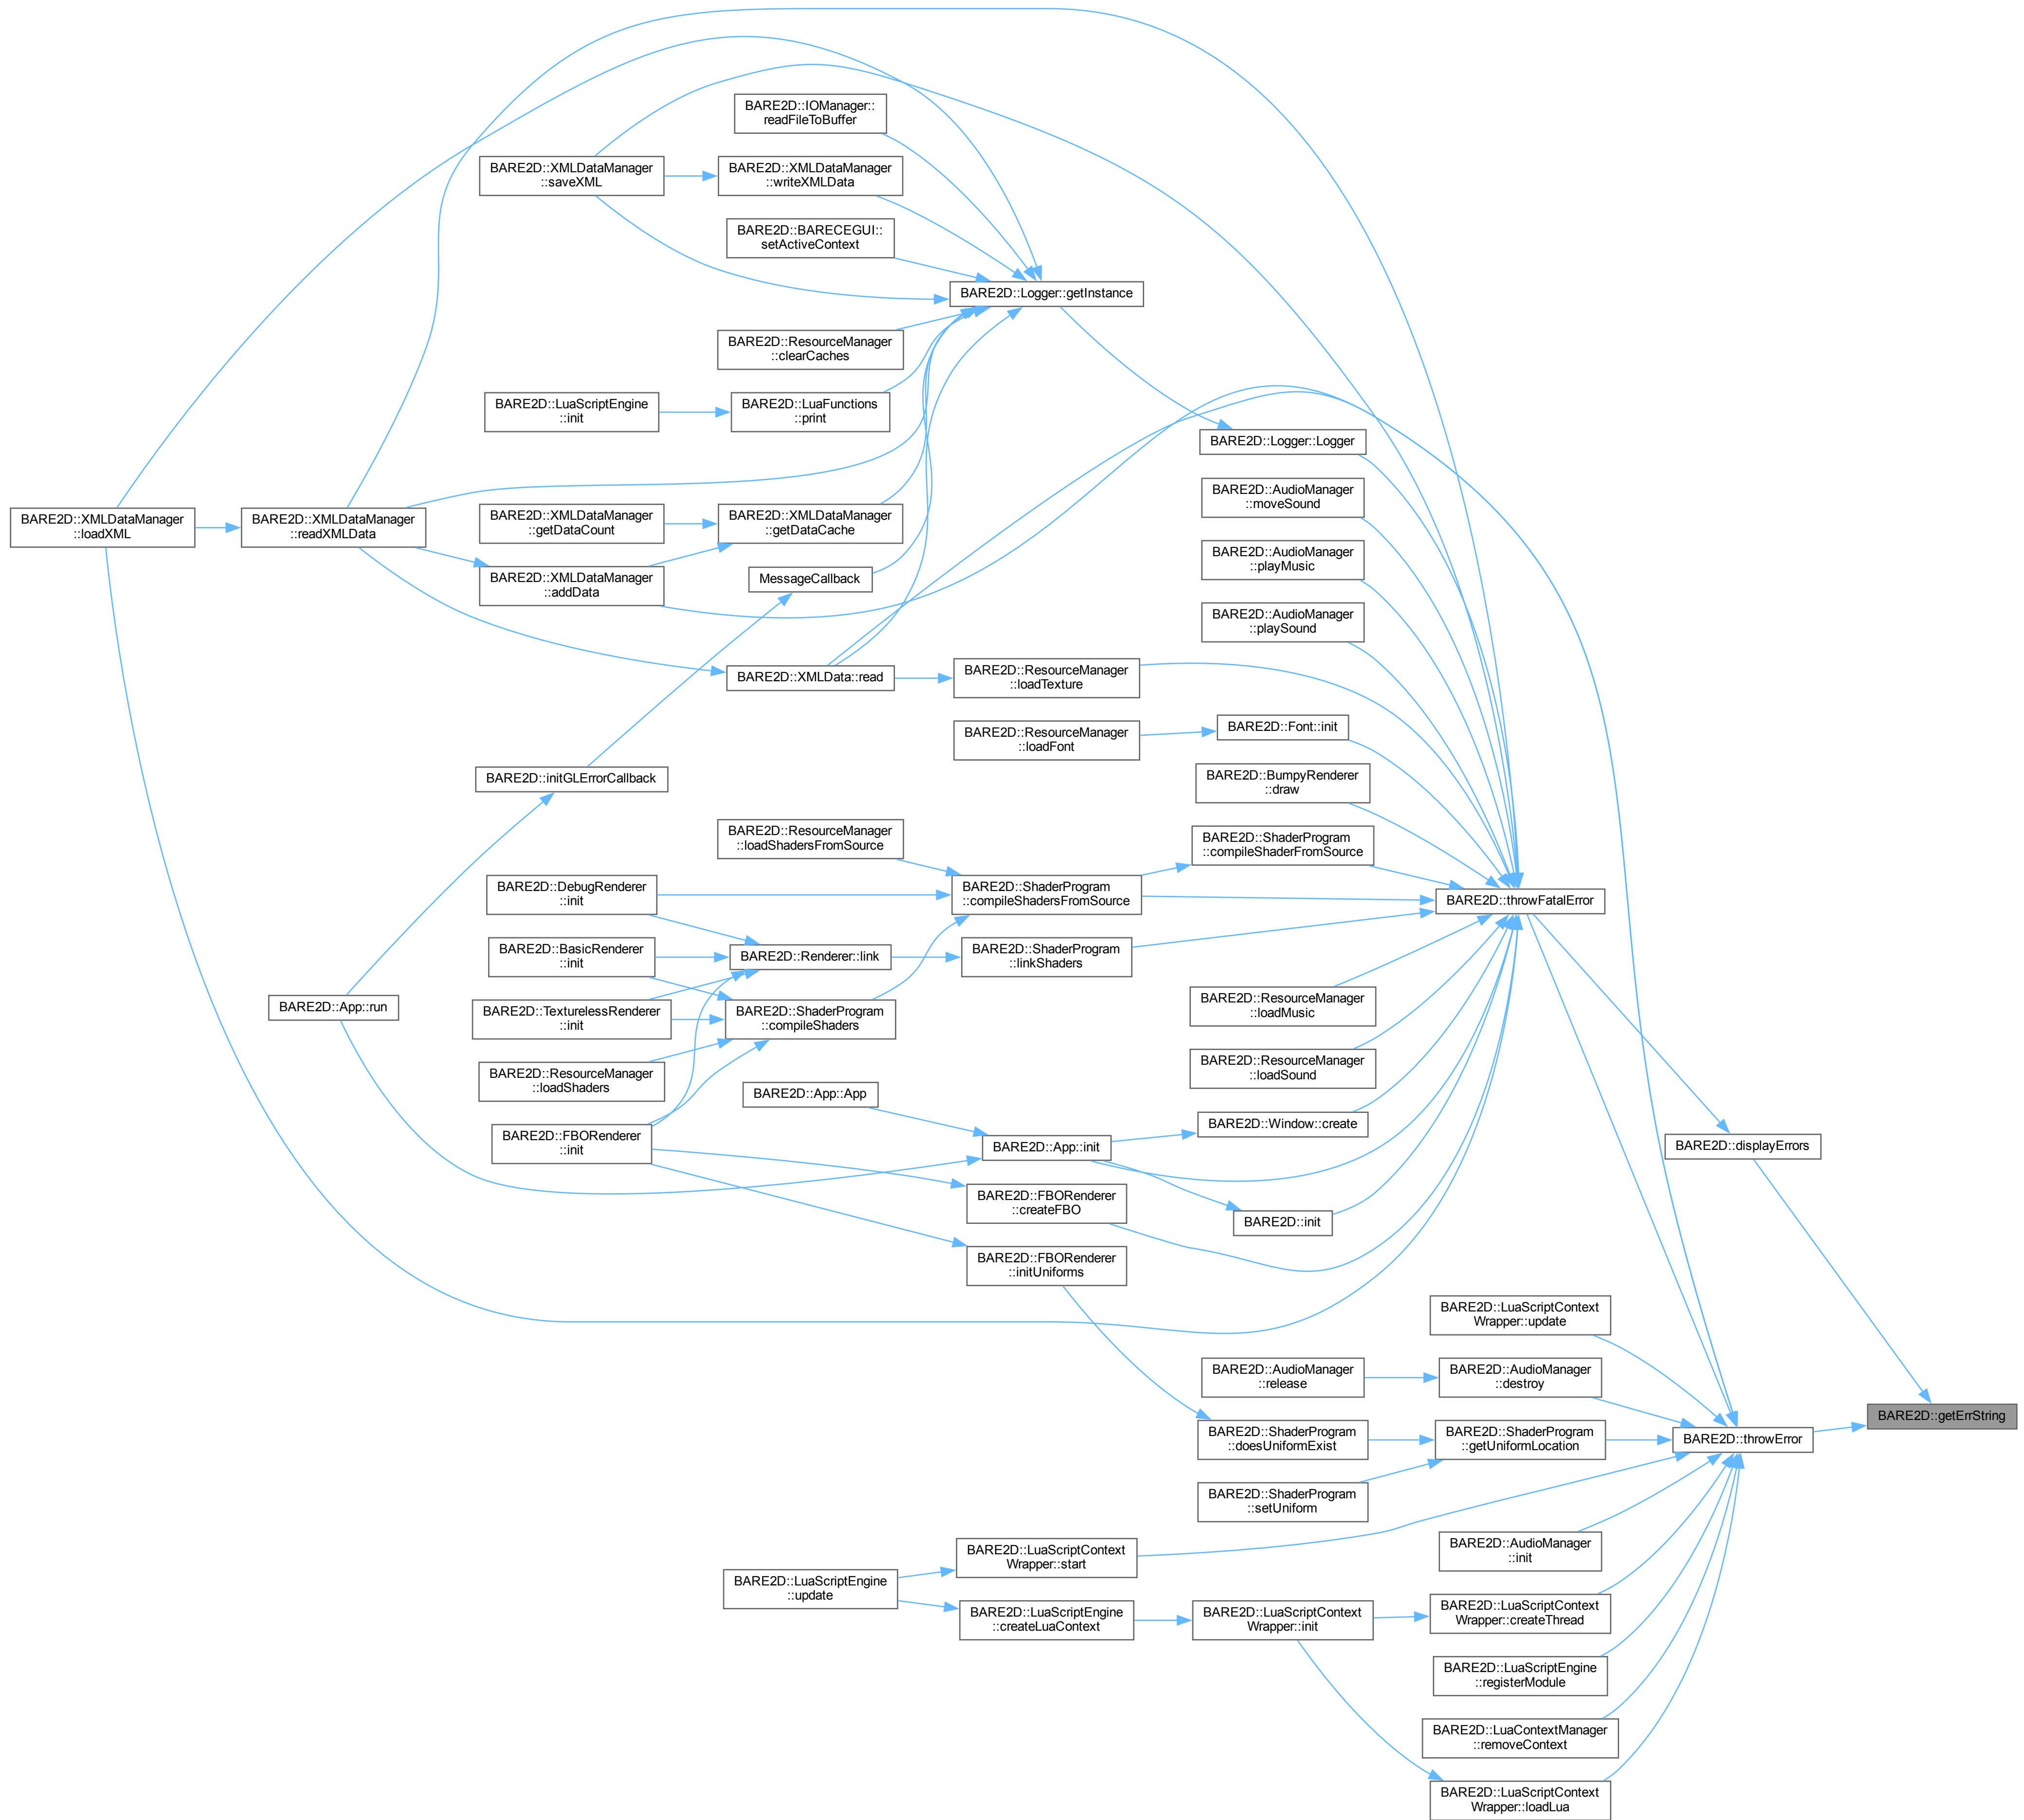 BARE2D::IOManager::
readFileToBuffer
BARE2D::XMLDataManager
::saveXML
BARE2D::XMLDataManager
::writeXMLData
BARE2D::BARECEGUI::
setActiveContext
BARE2D::Logger::getInstance
BARE2D::ResourceManager
::clearCaches
BARE2D::LuaScriptEngine
::init
BARE2D::LuaFunctions
::print
BARE2D::Logger::Logger
BARE2D::AudioManager
::moveSound
BARE2D::XMLDataManager
::loadXML
BARE2D::XMLDataManager
::readXMLData
BARE2D::XMLDataManager
::getDataCount
BARE2D::XMLDataManager
::getDataCache
BARE2D::AudioManager
::playMusic
BARE2D::XMLDataManager
::addData
MessageCallback
BARE2D::AudioManager
::playSound
BARE2D::XMLData::read
BARE2D::ResourceManager
::loadTexture
BARE2D::ResourceManager
::loadFont
BARE2D::Font::init
BARE2D::initGLErrorCallback
BARE2D::BumpyRenderer
::draw
BARE2D::ResourceManager
::loadShadersFromSource
BARE2D::ShaderProgram
::compileShaderFromSource
BARE2D::DebugRenderer
::init
BARE2D::ShaderProgram
::compileShadersFromSource
BARE2D::throwFatalError
BARE2D::BasicRenderer
::init
BARE2D::Renderer::link
BARE2D::ShaderProgram
::linkShaders
BARE2D::App::run
BARE2D::TexturelessRenderer
::init
BARE2D::ShaderProgram
::compileShaders
BARE2D::ResourceManager
::loadMusic
BARE2D::ResourceManager
::loadShaders
BARE2D::ResourceManager
::loadSound
BARE2D::App::App
BARE2D::FBORenderer
::init
BARE2D::App::init
BARE2D::Window::create
BARE2D::displayErrors
BARE2D::FBORenderer
::createFBO
BARE2D::init
BARE2D::FBORenderer
::initUniforms
BARE2D::LuaScriptContext
Wrapper::update
BARE2D::AudioManager
::release
BARE2D::AudioManager
::destroy
BARE2D::getErrString
BARE2D::ShaderProgram
::doesUniformExist
BARE2D::ShaderProgram
::getUniformLocation
BARE2D::throwError
BARE2D::ShaderProgram
::setUniform
BARE2D::AudioManager
::init
BARE2D::LuaScriptContext
Wrapper::start
BARE2D::LuaScriptEngine
::update
BARE2D::LuaScriptEngine
::createLuaContext
BARE2D::LuaScriptContext
Wrapper::init
BARE2D::LuaScriptContext
Wrapper::createThread
BARE2D::LuaScriptEngine
::registerModule
BARE2D::LuaContextManager
::removeContext
BARE2D::LuaScriptContext
Wrapper::loadLua